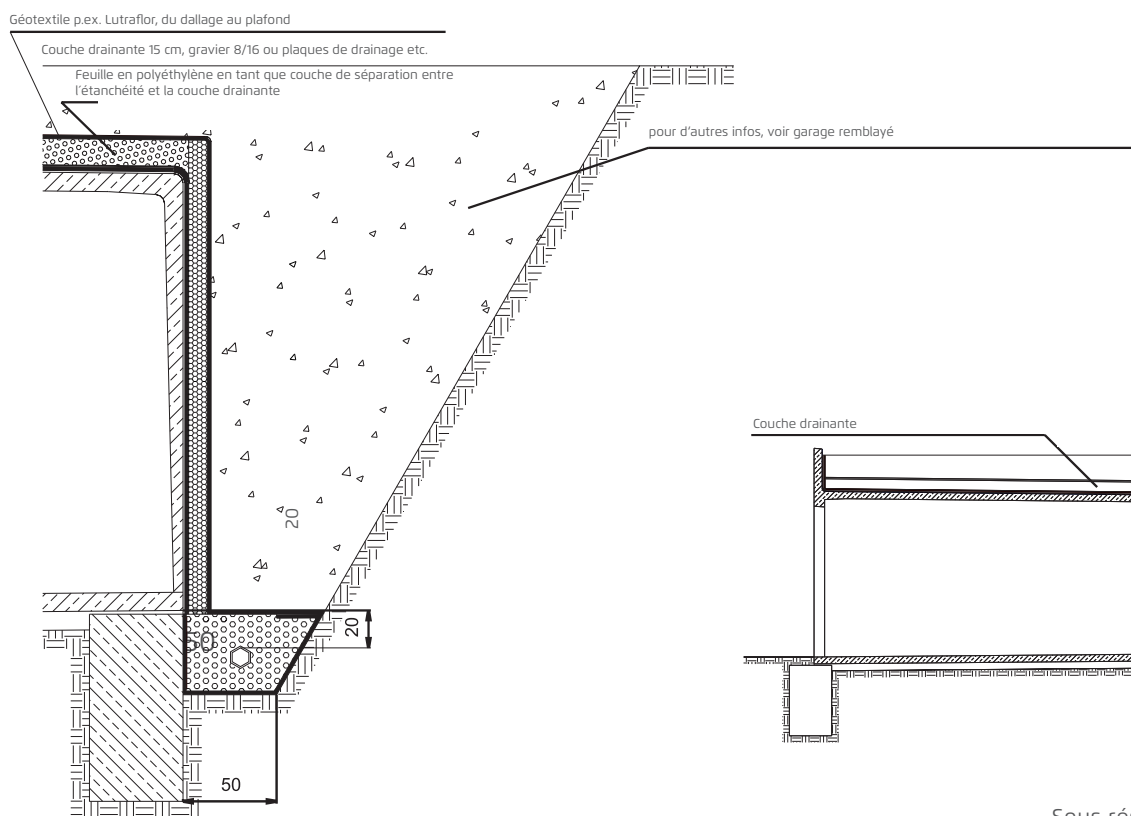 Géotextile p.ex. Lutraflor, du dallage au plafond
Couche drainante 15 cm, gravier 8/16 ou plaques de drainage etc.
Feuille en polyéthylène en tant que couche de séparation entre
l'étanchéité et la couche drainante
pour d'autres infos, voir garage remblayé
Couche drainante
20
20
50
50